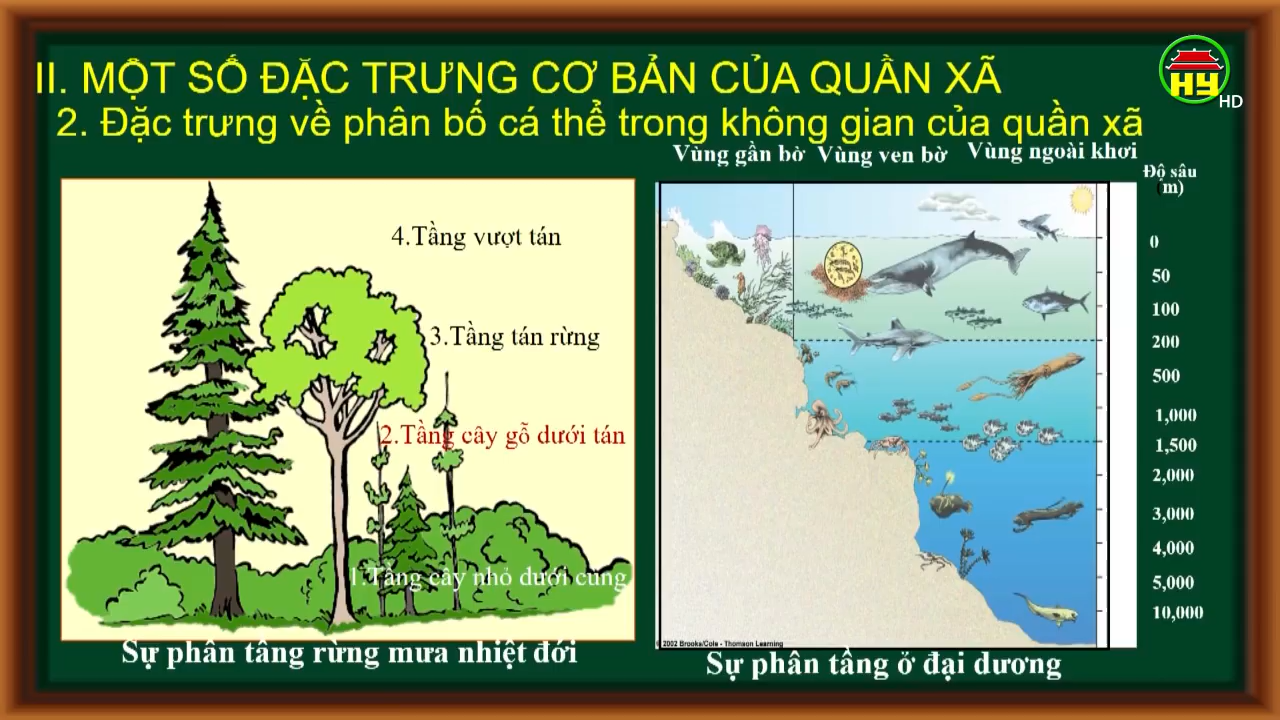 II. MỘT SỐ ĐẶC TRƯNG CƠ BẢN CỦA QUẦN XÃ
HY
HD
2. Đặc trưng về phân bố cá thể trong không gian của quần xã
Vùng gần bờ Vùng ven bờ Vùng ngoài khơi
Độ sâu
(m)
4.Tầng vượt tán
3.Tầng tán rừng
2.Tầng cây gỗ dưới tán
1.Tầng cây nhỏ dưới cùng
Sự phân tầng rừng mưa nhiệt đới
0
50
100
200
500
1,000
1,500
2,000
3,000
4,000
5,000
10,000
© 2002 Brooks/Cole - Thomson Learning
Sự phân tầng ở đại dương